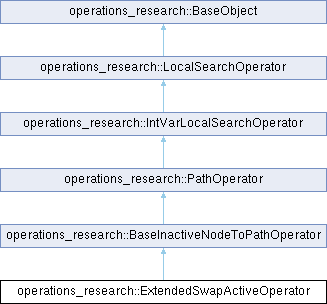 operations_research::BaseObject
operations_research::LocalSearchOperator
operations_research::IntVarLocalSearchOperator
operations_research::PathOperator
operations_research::BaseInactiveNodeToPathOperator
operations_research::ExtendedSwapActiveOperator